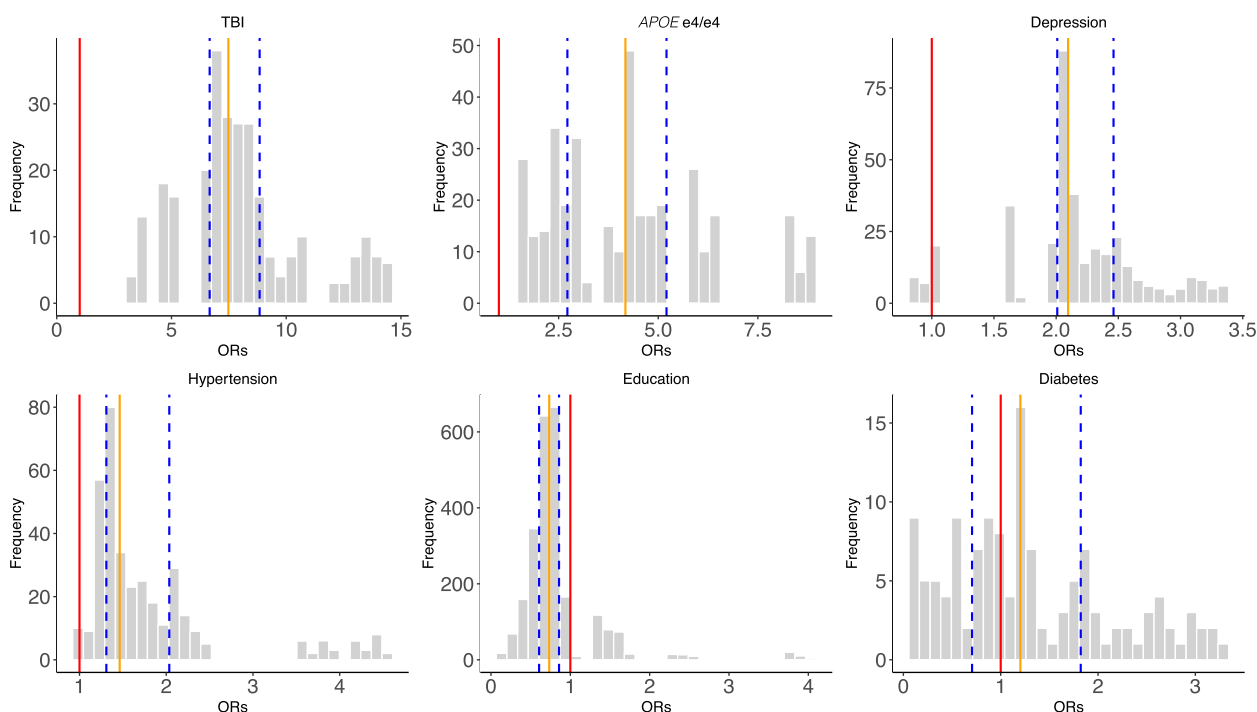 TBI
Frequency
30
20
10
0
0 5 10 15
ORs
APOE e4/e4
Frequency
50
40
30
20
10
0
2.5 5.0 7.5
ORs
Depression
Frequency
75
50
25
0
1.0 1.5 2.0 2.5 3.0 3.5
ORs
Hypertension
Frequency
80
60
40
20
0
1 2 3 4
ORs
Education
Frequency
600
400
200
0
0 1 2 3 4
ORs
Diabetes
Frequency
15
10
5
0
0 1 2 3
ORs